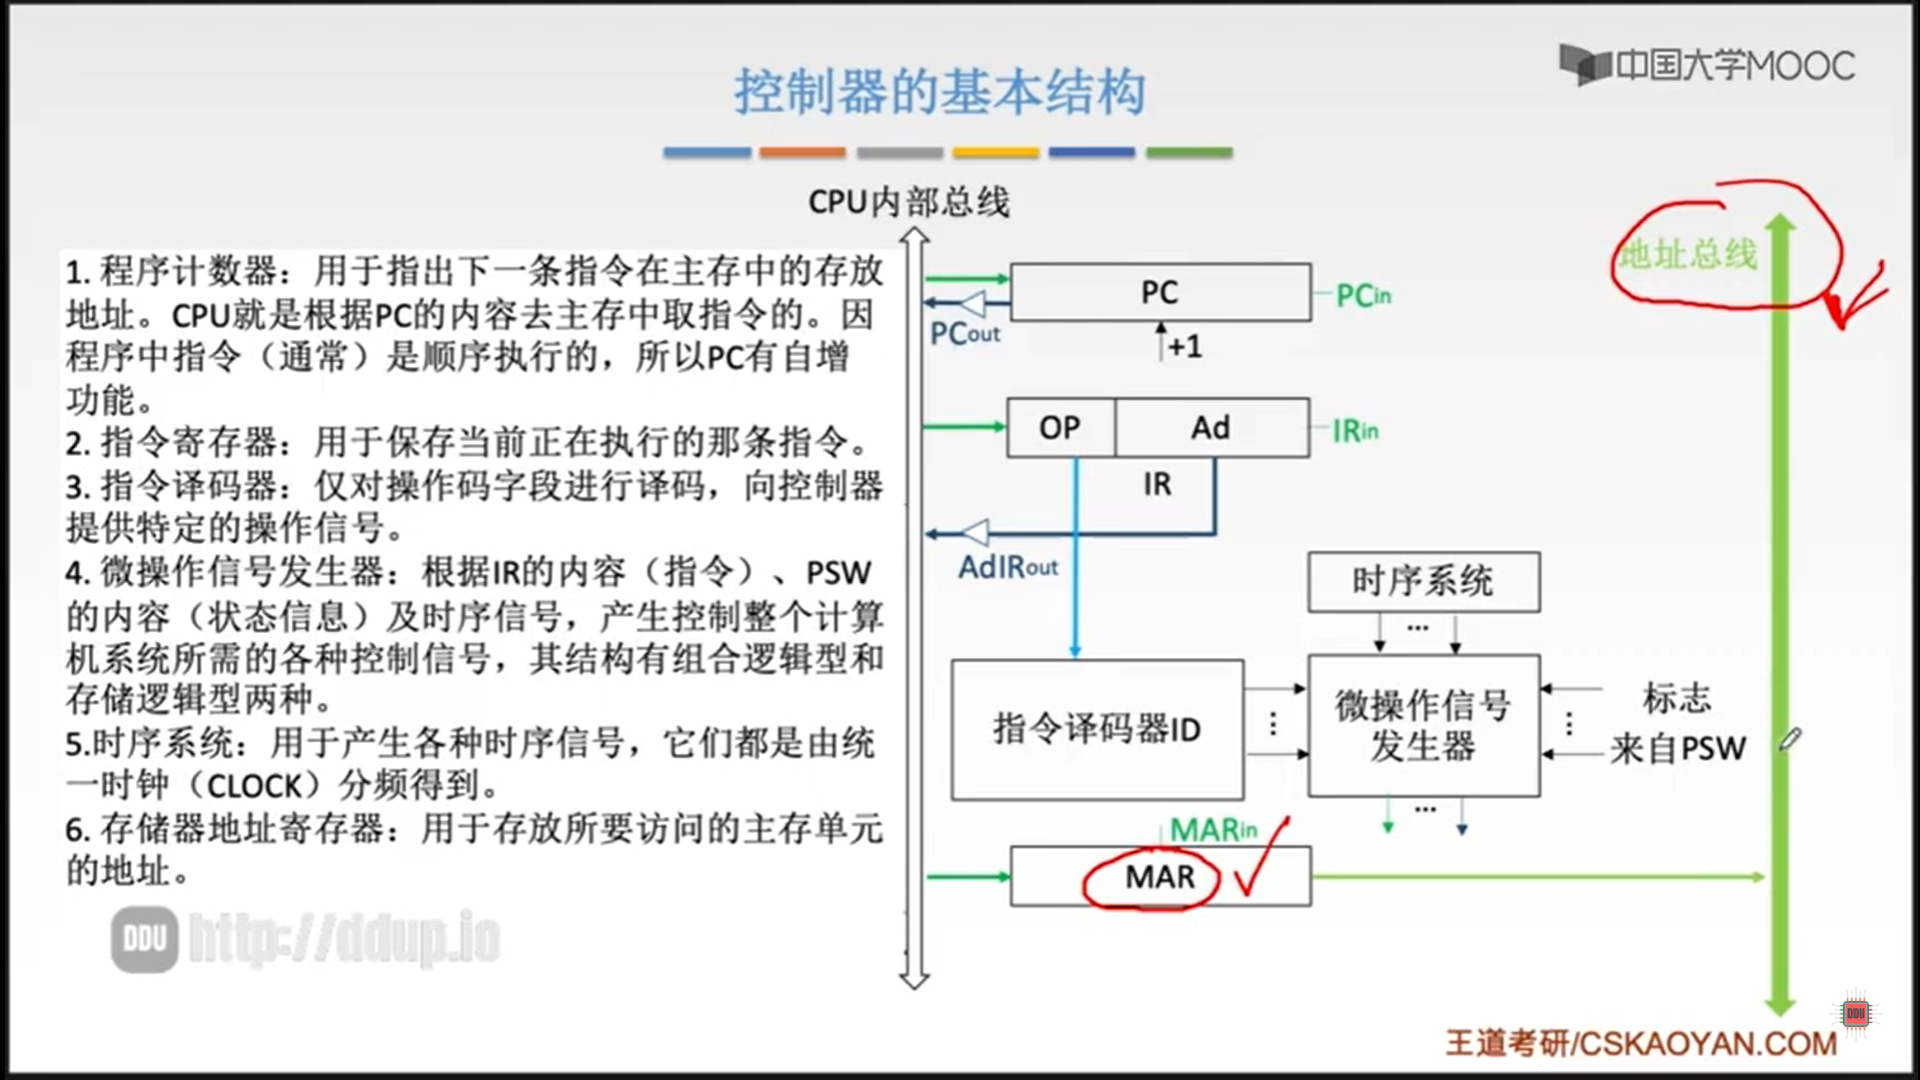 控制器的基本结构
中国大学MOOC
CPU内部总线
地址总线
1. 程序计数器：用于指出下一条指令在主存中的存放
地址。CPU就是根据PC的内容去主存中取指令的。因
程序中指令（通常）是顺序执行的，所以PC有自增
功能。
2. 指令寄存器：用于保存当前正在执行的那条指令。
3. 指令译码器：仅对操作码字段进行译码，向控制器
提供特定的操作信号。
4. 微操作信号发生器：根据IR的内容（指令）、PSW
的内容（状态信息）及时序信号，产生控制整个计算
机系统所需的各种控制信号，其结构有组合逻辑型和
存储逻辑型两种。
5.时序系统：用于产生各种时序信号，它们都是由统
一时钟（CLOCK）分频得到。
6. 存储器地址寄存器：用于存放所要访问的主存单元
的地址。
PC
PCin
PCout
+1
OP
Ad
IRin
IR
AdIRout
时序系统
...
指令译码器ID
...
微操作信号
发生器
...
标志
来自PSW
...
MARin
MAR
DDU http://ddup.io
DDU
王道考研/CSKAOYAN.COM